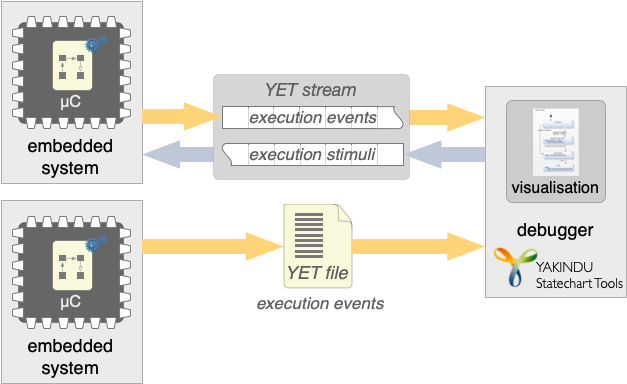 µC
embedded
system
YET stream
execution events
execution stimuli
visualisation
debugger
YAKINDU
Statechart Tools
µC
embedded
system
YET file
execution events